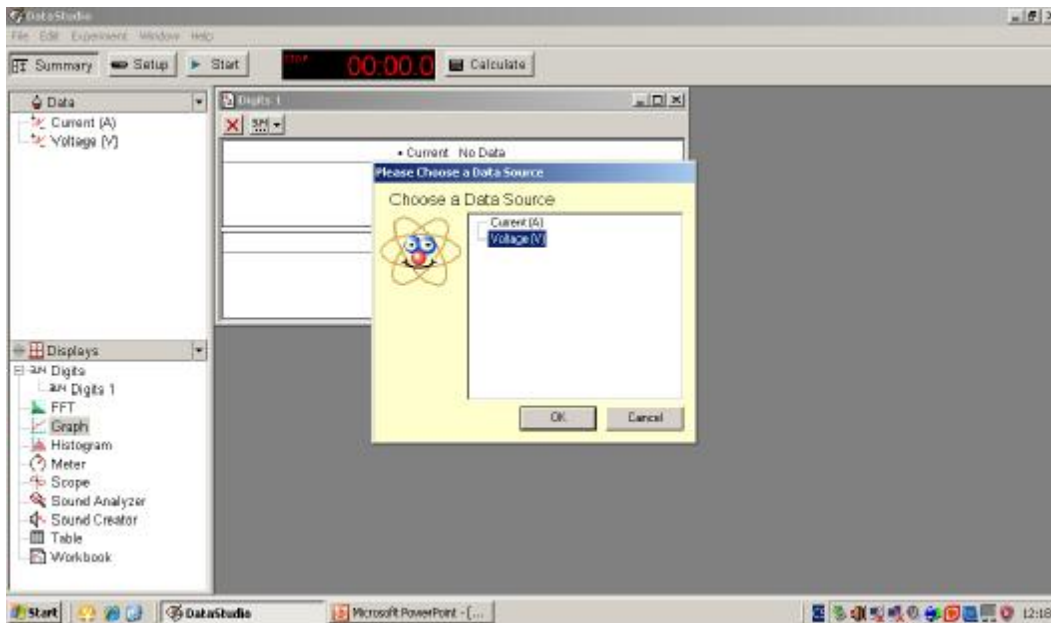 DataStudio
File Edit Experiment Window Help
Summary Setup Start 00:00.0 Calculate
Data
Current (A)
Voltage (V)
Digits 1
Current No Data
Please Choose a Data Source
Choose a Data Source
Current (A)
Voltage (V)
OK Cancel
Displays
Digits
Digits 1
FFT
Graph
Histogram
Meter
Scope
Sound Analyzer
Sound Creator
Table
Workbook
Start DataStudio Microsoft PowerPoint - [... 12:18